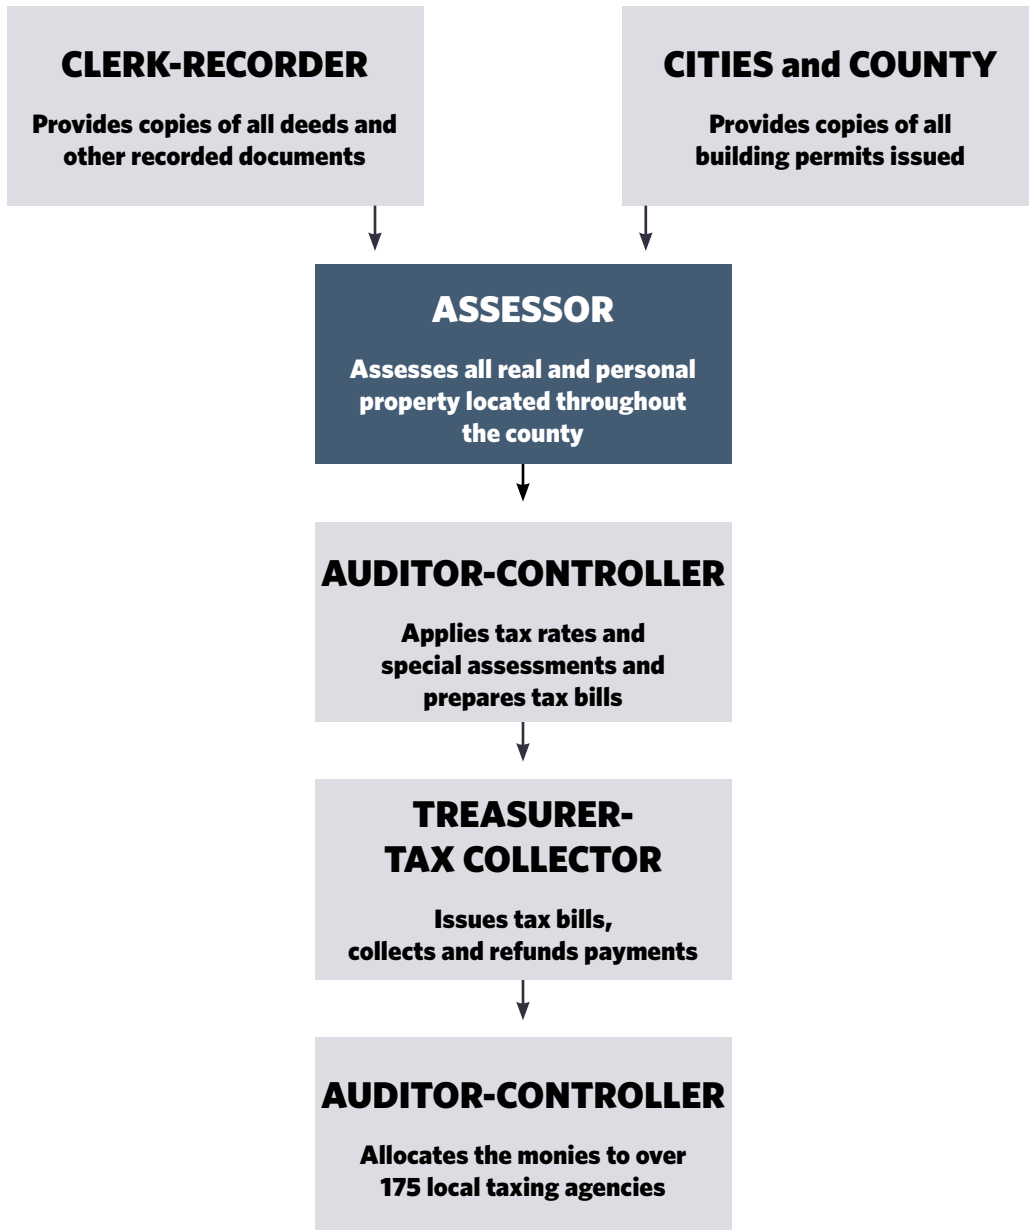 CLERK-RECORDER
Provides copies of all deeds and
other recorded documents
CITIES and COUNTY
Provides copies of all
building permits issued
ASSESSOR
Assesses all real and personal
property located throughout
the county
AUDITOR-CONTROLLER
Applies tax rates and
special assessments and
prepares tax bills
TREASURER-
TAX COLLECTOR
Issues tax bills,
collects and refunds payments
AUDITOR-CONTROLLER
Allocates the monies to over
175 local taxing agencies